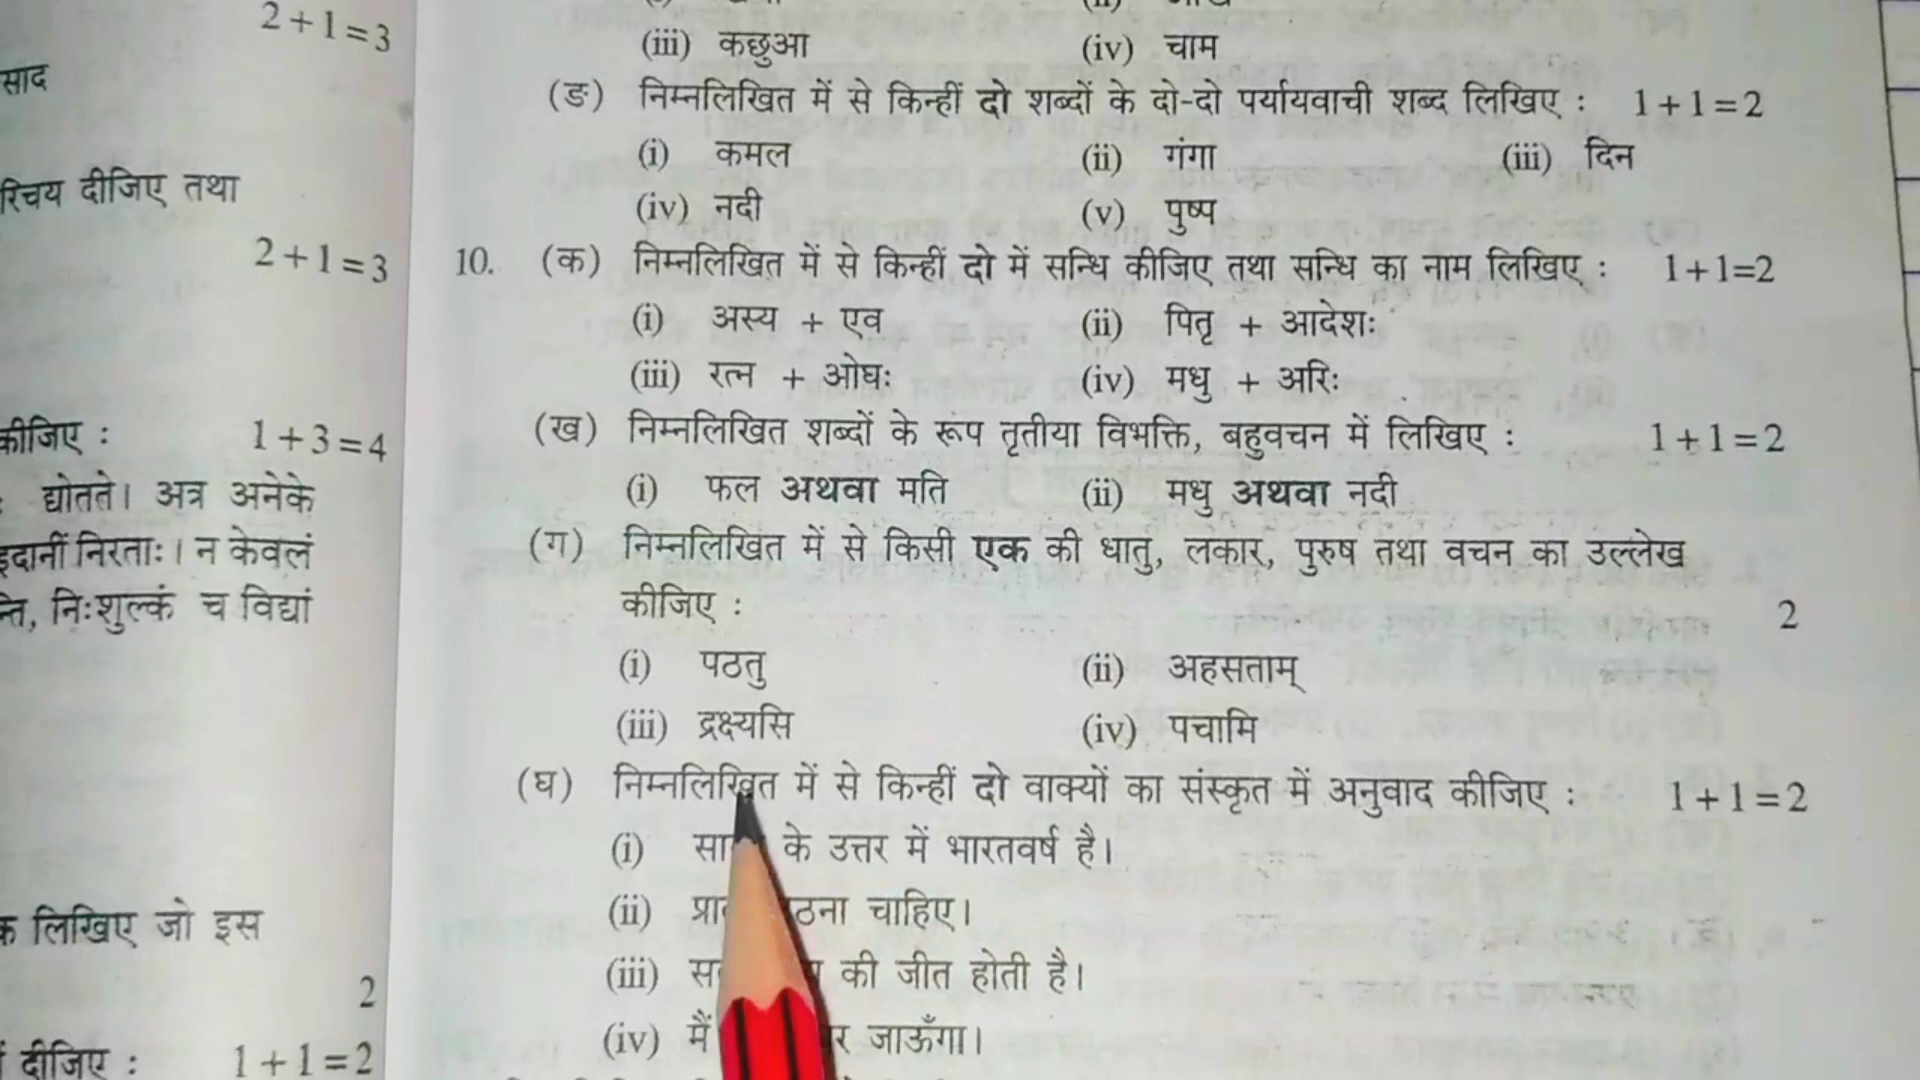 2+1=3
साद
रिचय दीजिए तथा
2+1=3
कीजिए : 1+3=4
द्योतते। अत्र अनेके
इदानीं निरताः। न केवलं
न्ति, निःशुल्कं च विद्यां
क लिखिए जो इस
2
दीजिए : 1+1=2
(iii) कछुआ (iv) चाम
(ङ) निम्नलिखित में से किन्हीं दो शब्दों के दो-दो पर्यायवाची शब्द लिखिए : 1+1=2
(i) कमल (ii) गंगा (iii) दिन
(iv) नदी (v) पुष्प
10. (क) निम्नलिखित में से किन्हीं दो में सन्धि कीजिए तथा सन्धि का नाम लिखिए : 1+1=2
(i) अस्य + एव (ii) पितृ + आदेशः
(iii) रत्न + ओघः (iv) मधु + अरिः
(ख) निम्नलिखित शब्दों के रूप तृतीया विभक्ति, बहुवचन में लिखिए : 1+1=2
(i) फल अथवा मति (ii) मधु अथवा नदी
(ग) निम्नलिखित में से किसी एक की धातु, लकार, पुरुष तथा वचन का उल्लेख
कीजिए : 2
(i) पठतु (ii) अहसताम्
(iii) द्रक्ष्यसि (iv) पचामि
(घ) निम्नलिखित में से किन्हीं दो वाक्यों का संस्कृत में अनुवाद कीजिए : 1+1=2
(i) के उत्तर में भारतवर्ष है।
(ii) चाहिए।
(iii) की जीत होती है।
(iv) मैं जाऊँगा।